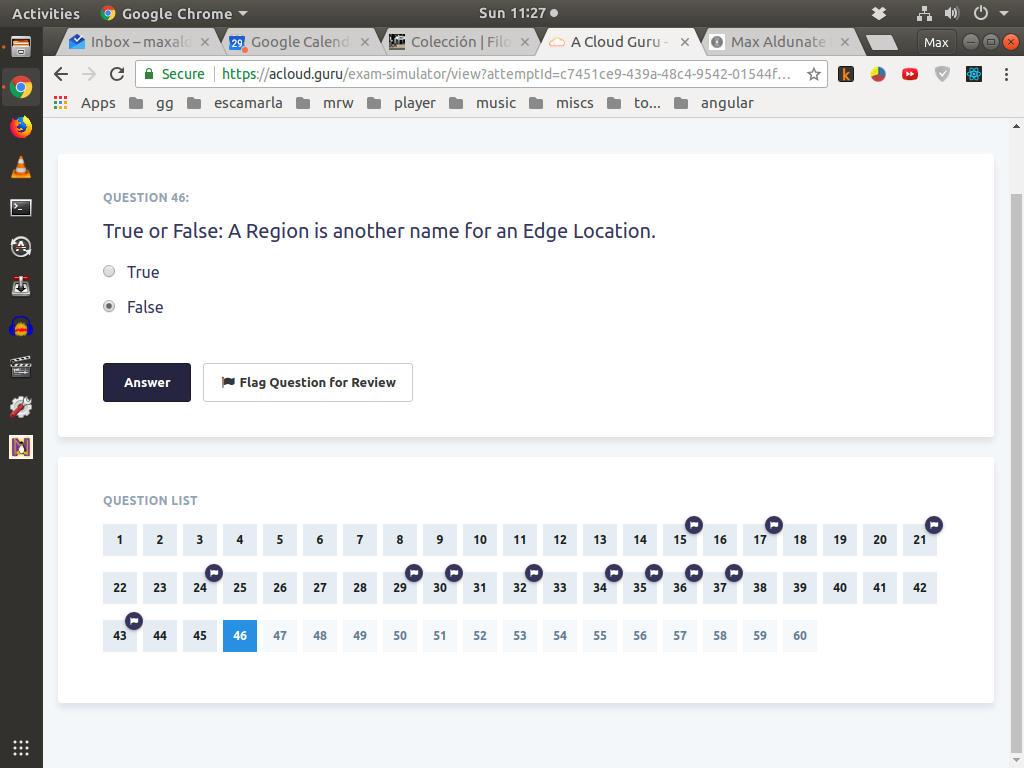 Activities Google Chrome Sun 11:27
Inbox – maxald Google Calend 29 Colección | Filo A Cloud Guru - Max Aldunate Max
Secure https://acloud.guru/exam-simulator/view?attemptId=c7451ce9-439a-48c4-9542-01544f...
Apps gg escamarla mrw player music miscs to... angular
QUESTION 46:
True or False: A Region is another name for an Edge Location.
True
False
Answer Flag Question for Review
QUESTION LIST
1 2 3 4 5 6 7 8 9 10 11 12 13 14 15 16 17 18 19 20 21
22 23 24 25 26 27 28 29 30 31 32 33 34 35 36 37 38 39 40 41 42
43 44 45 46 47 48 49 50 51 52 53 54 55 56 57 58 59 60